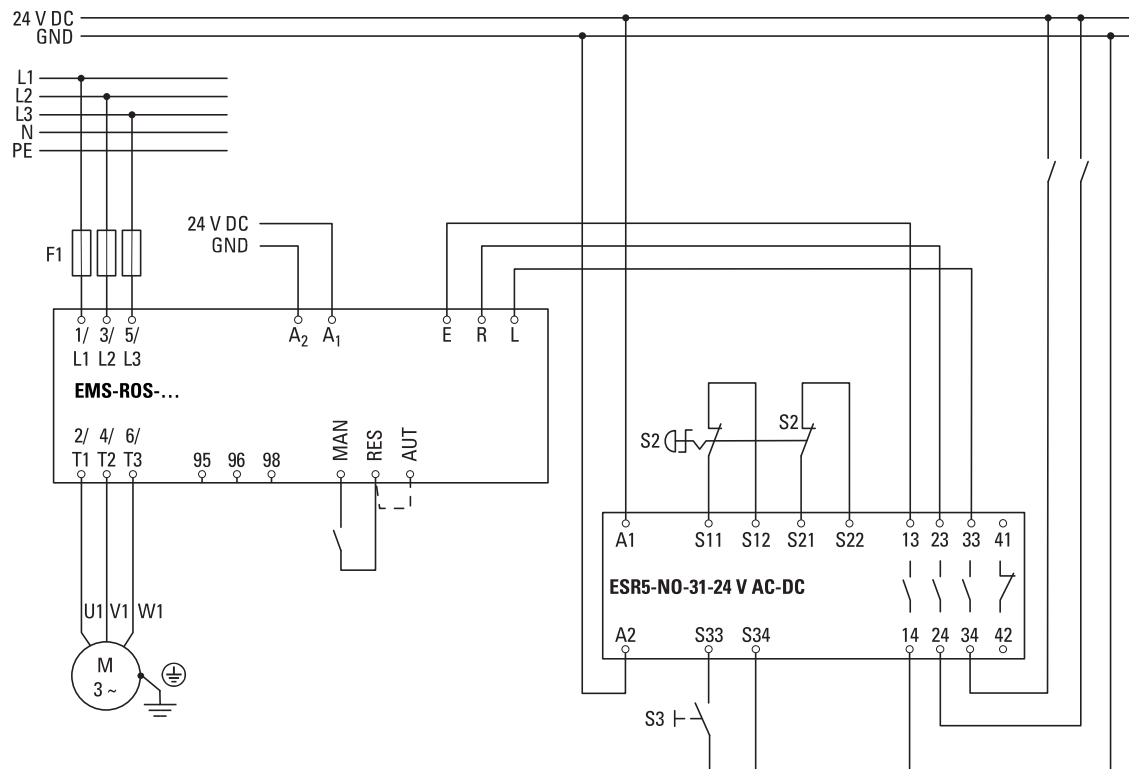 24 V DC
GND
L1
L2
L3
N
PE
24 V DC
GND
F1
1/ 3/ 5/ A2 A1 E R L
L1 L2 L3
EMS-ROS-...
2/ 4/ 6/ MAN RES AUT
T1 T2 T3 95 96 98
S2 S2
A1 S11 S12 S21 S22 13 23 33 41
ESR5-NO-31-24 V AC-DC
A2 S33 S34 14 24 34 42
U1 V1 W1
M
3 ~
S3